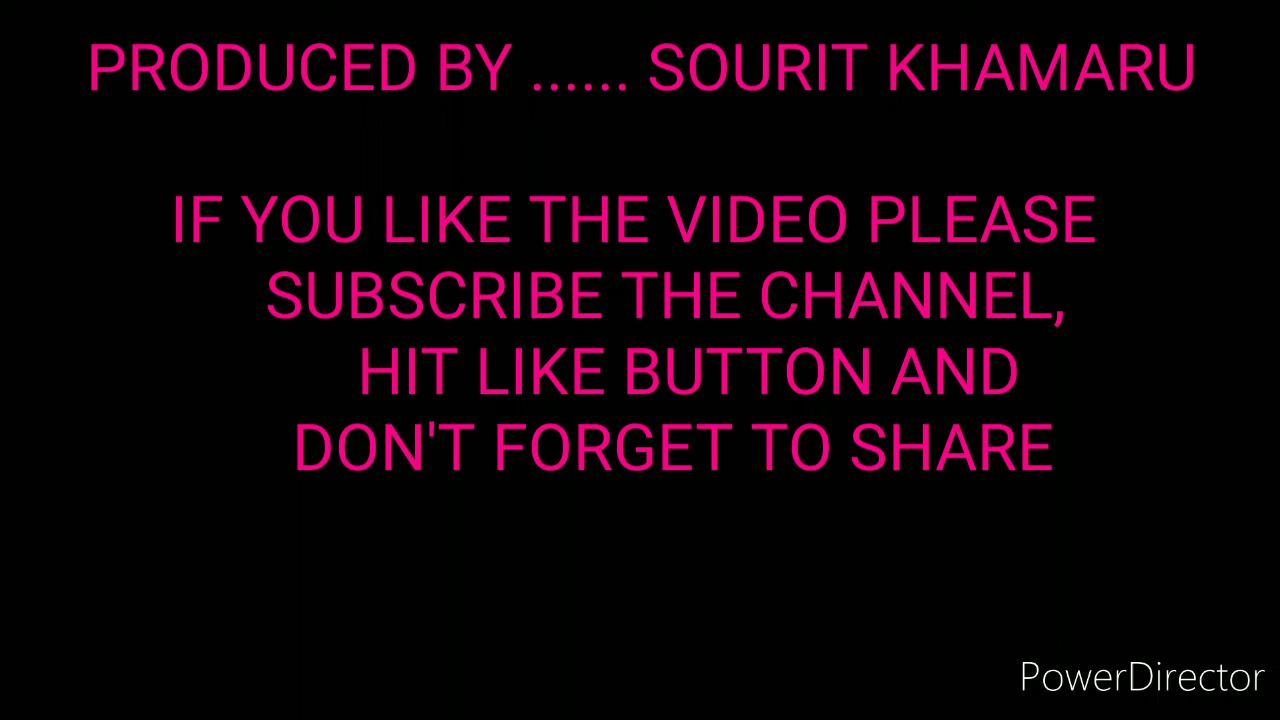 PRODUCED BY ...... SOURIT KHAMARU
IF YOU LIKE THE VIDEO PLEASE
SUBSCRIBE THE CHANNEL,
HIT LIKE BUTTON AND
DON'T FORGET TO SHARE
PowerDirector